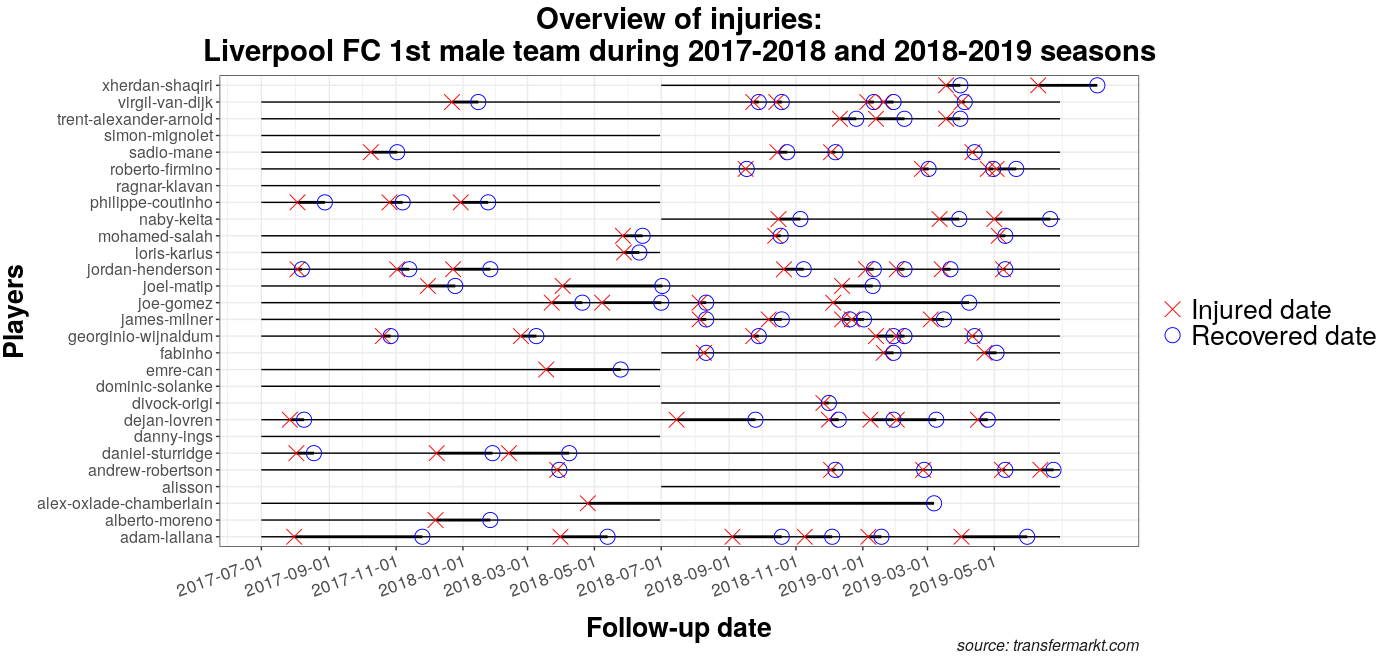 Overview of injuries:
Liverpool FC 1st male team during 2017-2018 and 2018-2019 seasons
Players
xherdan-shaqiri
virgil-van-dijk
trent-alexander-arnold
simon-mignolet
sadio-mane
roberto-firmino
ragnar-klavan
philippe-coutinho
naby-keita
mohamed-salah
loris-karius
jordan-henderson
joel-matip
joe-gomez
james-milner
georginio-wijnaldum
fabinho
emre-can
dominic-solanke
divock-origi
dejan-lovren
danny-ings
daniel-sturridge
andrew-robertson
alisson
alex-oxlade-chamberlain
alberto-moreno
adam-lallana
2017-07-01
2017-09-01
2017-11-01
2018-01-01
2018-03-01
2018-05-01
2018-07-01
2018-09-01
2018-11-01
2019-01-01
2019-03-01
2019-05-01
Follow-up date
Injured date
Recovered date
source: transfermarkt.com